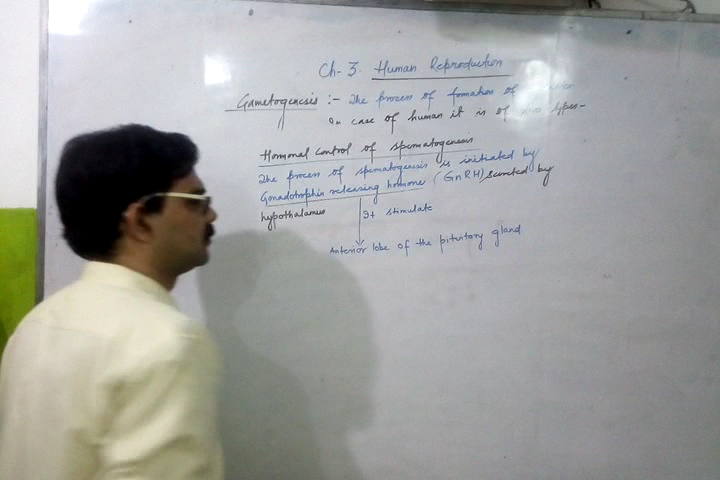 Ch- 3. Human Reproduction
Gametogenesis :- The process of fomation of
In case of human it is of types-
Hormonal control of spermatogenesis
The process of spermatogenesis is initiated by
Gonadotrophin releasing hormone (GnRH) secreted by
hypothalamus It stimulate
Anterior lobe of the pituitary gland